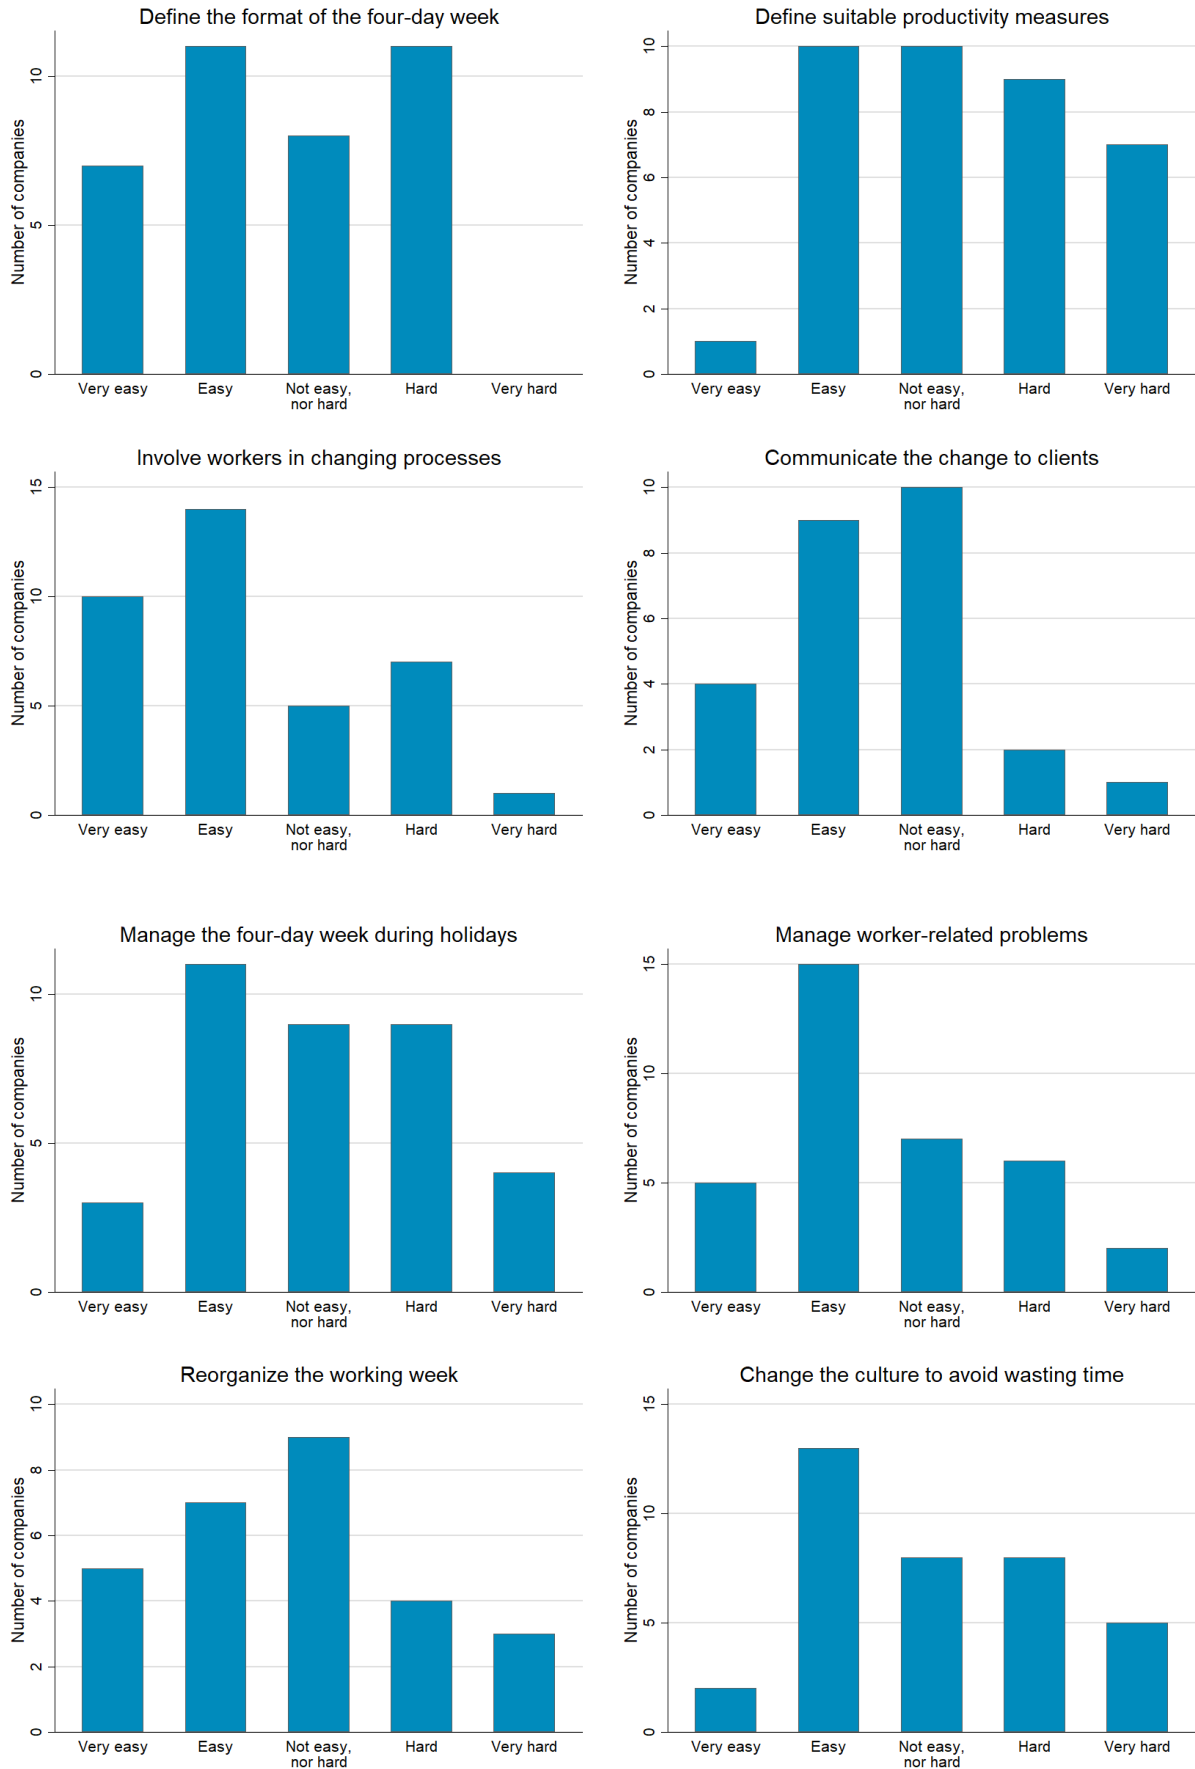 Define the format of the four-day week
Number of companies
10
5
0
Very easy
Easy
Not easy,
nor hard
Hard
Very hard
Define suitable productivity measures
Number of companies
10
8
6
4
2
0
Very easy
Easy
Not easy,
nor hard
Hard
Very hard
Involve workers in changing processes
Number of companies
15
10
5
0
Very easy
Easy
Not easy,
nor hard
Hard
Very hard
Communicate the change to clients
Number of companies
10
8
6
4
2
0
Very easy
Easy
Not easy,
nor hard
Hard
Very hard
Manage the four-day week during holidays
Number of companies
10
5
0
Very easy
Easy
Not easy,
nor hard
Hard
Very hard
Manage worker-related problems
Number of companies
15
10
5
0
Very easy
Easy
Not easy,
nor hard
Hard
Very hard
Reorganize the working week
Number of companies
10
8
6
4
2
0
Very easy
Easy
Not easy,
nor hard
Hard
Very hard
Change the culture to avoid wasting time
Number of companies
15
10
5
0
Very easy
Easy
Not easy,
nor hard
Hard
Very hard